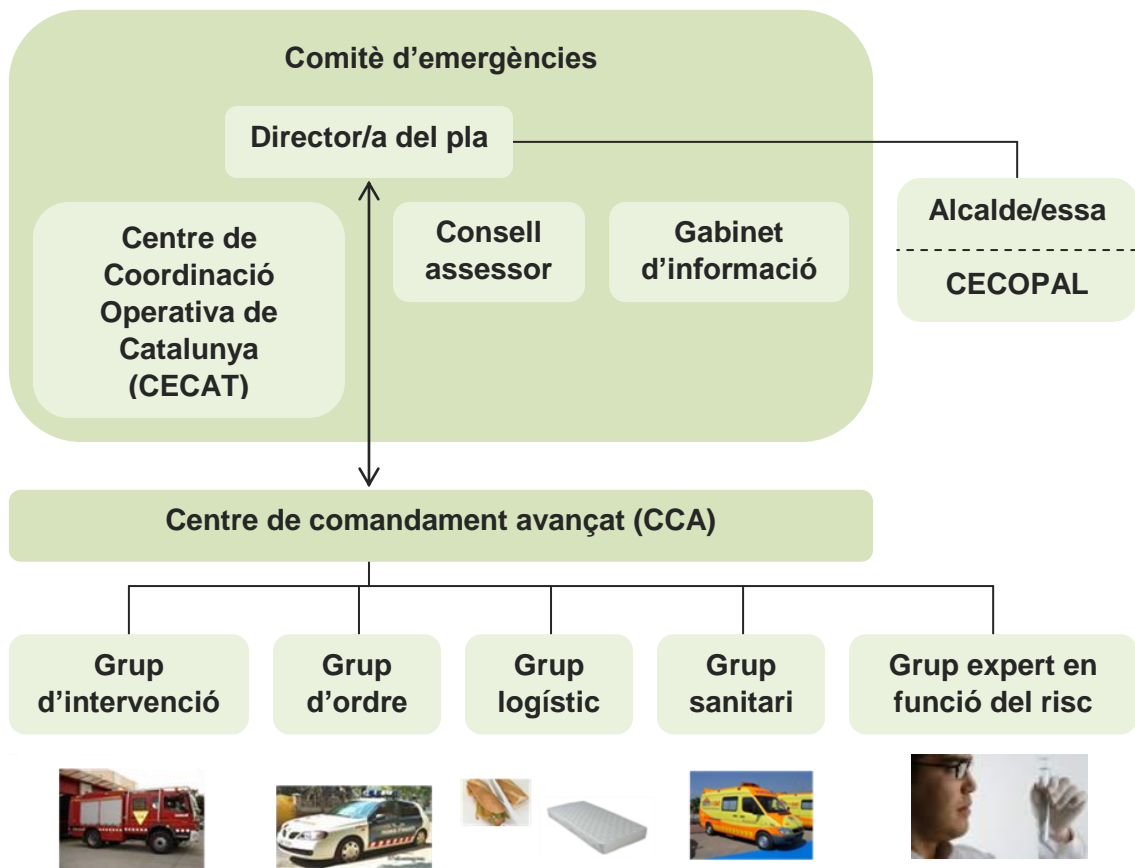 Comitè d’emergències
Director/a del pla
Centre de
Coordinació
Operativa de
Catalunya
(CECAT)
Consell
assessor
Gabinet
d’informació
Alcalde/essa
CECOPAL
Centre de comandament avançat (CCA)
Grup
d’intervenció
Grup
d’ordre
Grup
logístic
Grup
sanitari
Grup expert en
funció del risc